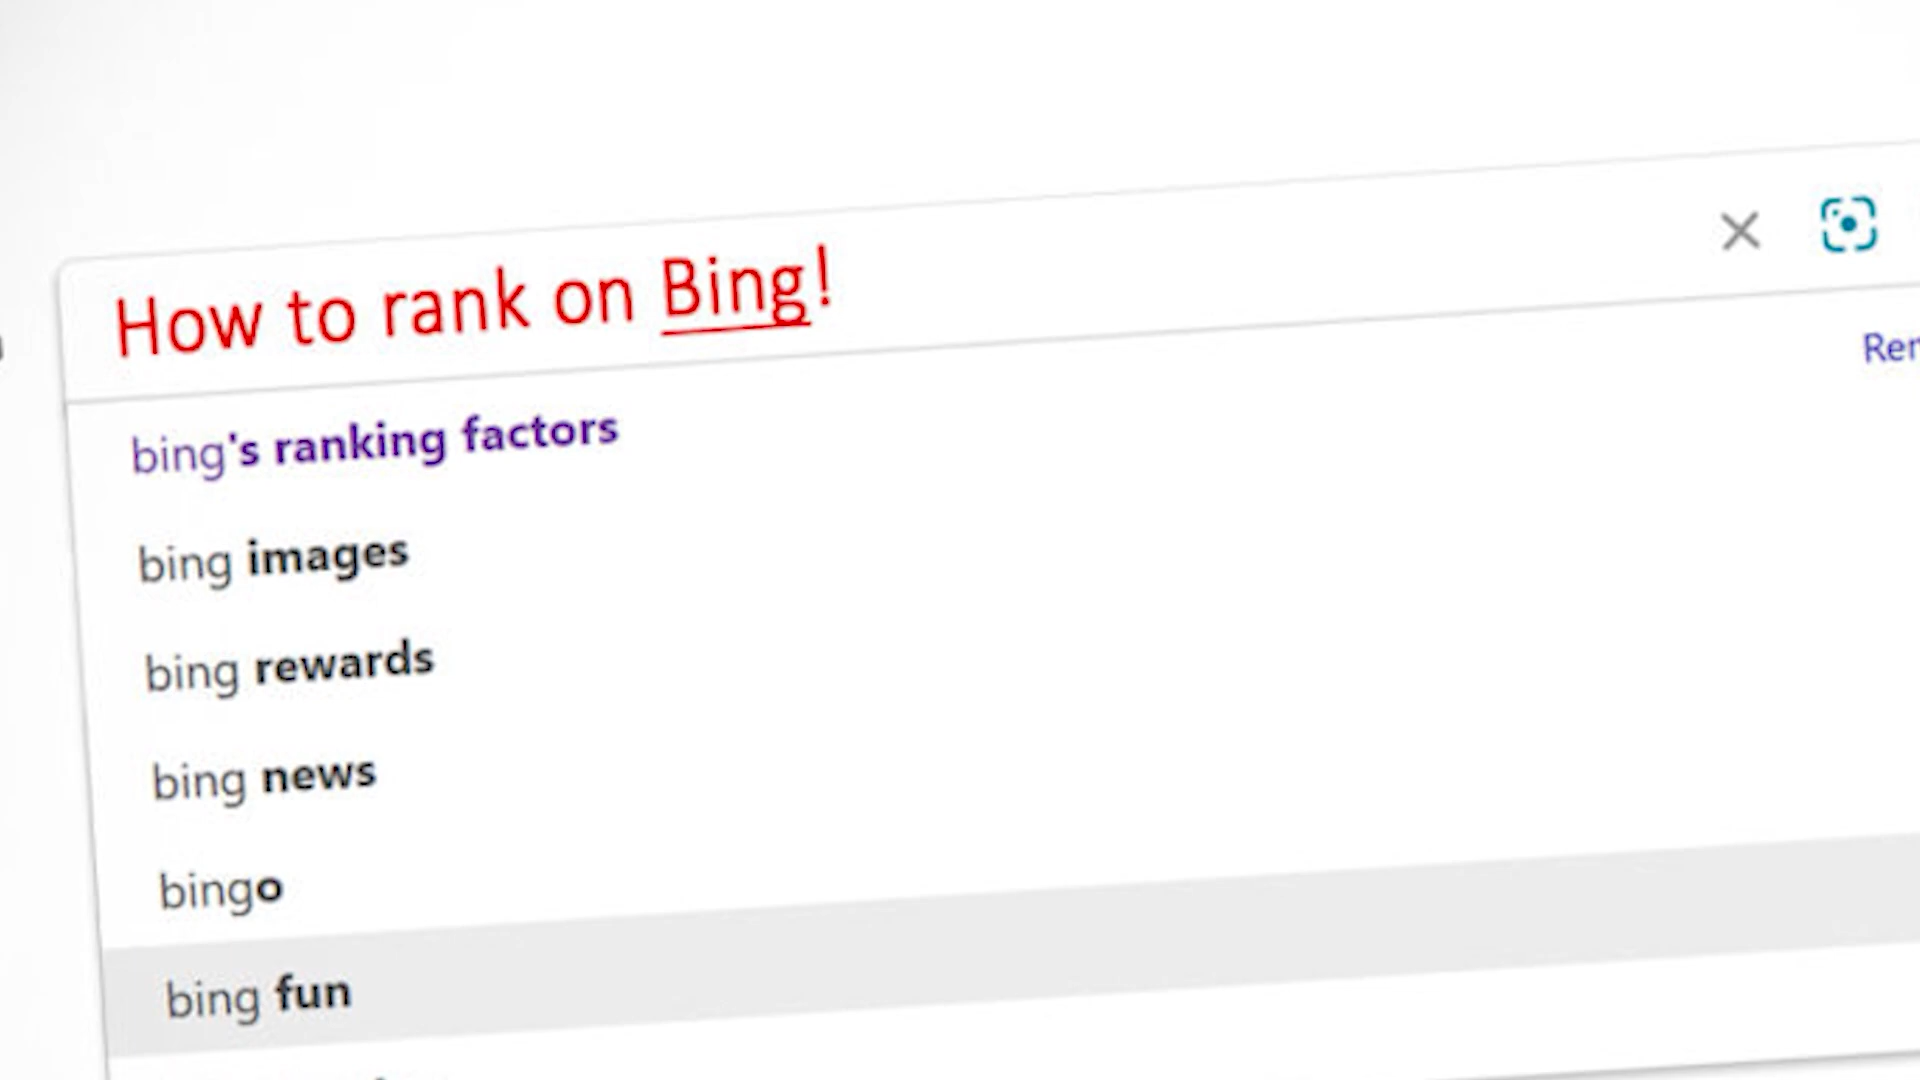 How to rank on Bing!
bing's ranking factors
bing images
bing rewards
bing news
bingo
bing fun